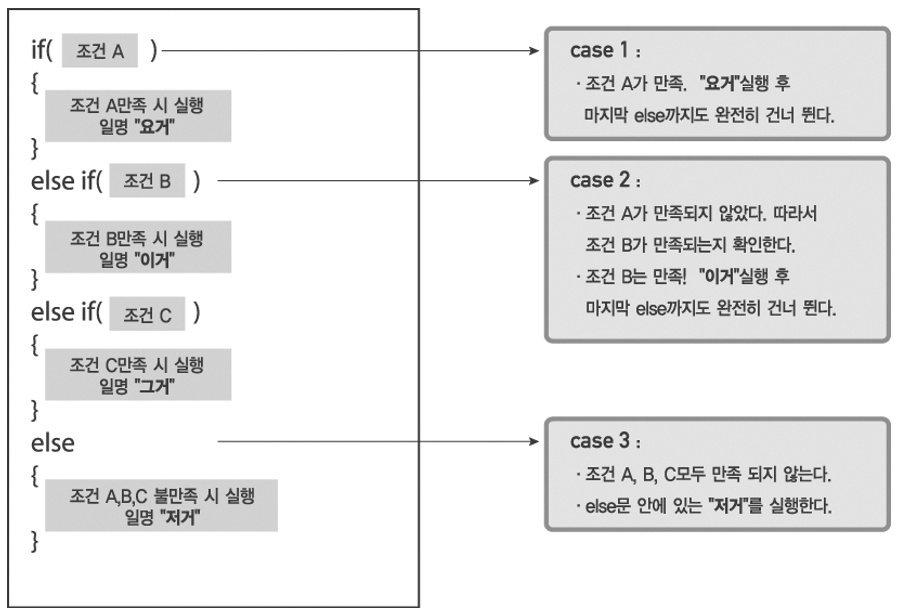 if( 조건 A )
{
조건 A만족 시 실행
일명 "요거"
}
else if( 조건 B )
{
조건 B만족 시 실행
일명 "이거"
}
else if( 조건 C )
{
조건 C만족 시 실행
일명 "그거"
}
else
{
조건 A,B,C 불만족 시 실행
일명 "저거"
}
case 1 :
· 조건 A가 만족. "요거"실행 후
마지막 else까지도 완전히 건너 뛴다.
case 2 :
· 조건 A가 만족되지 않았다. 따라서
조건 B가 만족되는지 확인한다.
· 조건 B는 만족! "이거"실행 후
마지막 else까지도 완전히 건너 뛴다.
case 3 :
· 조건 A, B, C모두 만족 되지 않는다.
· else문 안에 있는 "저거"를 실행한다.